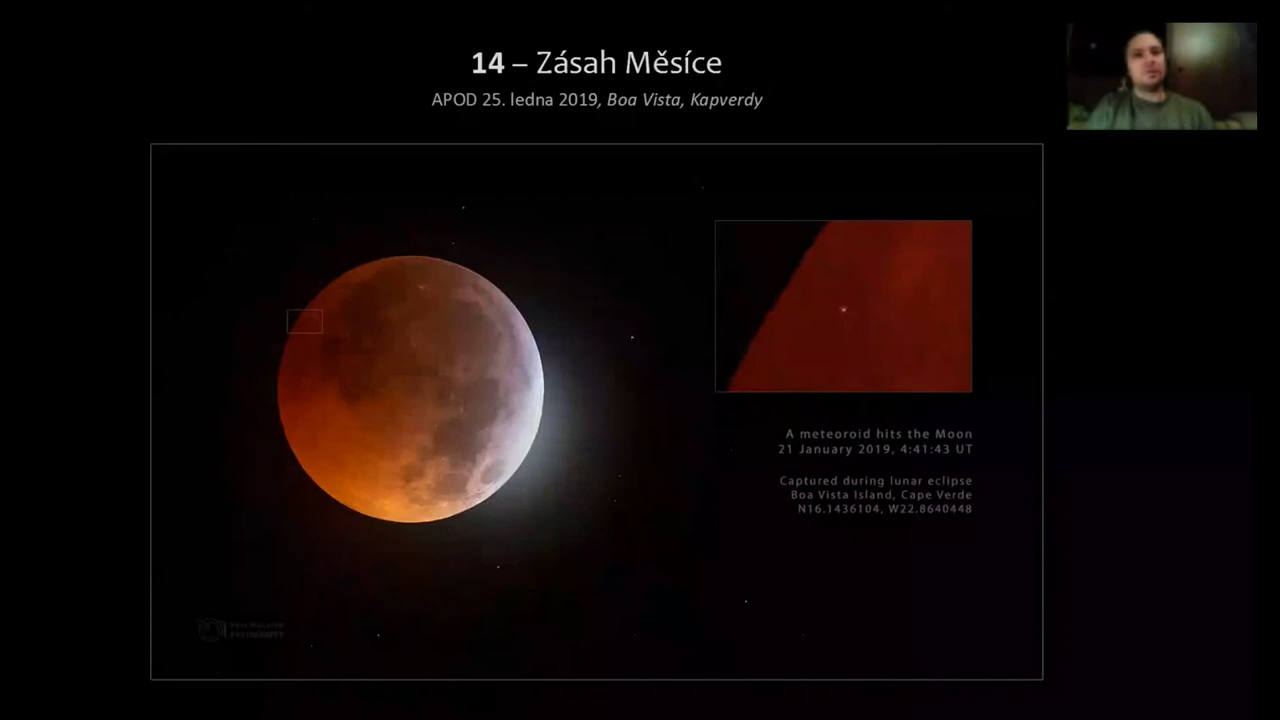 14 – Zásah Měsíce
APOD 25. ledna 2019, Boa Vista, Kapverdy
A meteoroid hits the Moon
21 January 2019, 4:41:43 UT
Captured during lunar eclipse
Boa Vista Island, Cape Verde
N16.1436104, W22.8640448